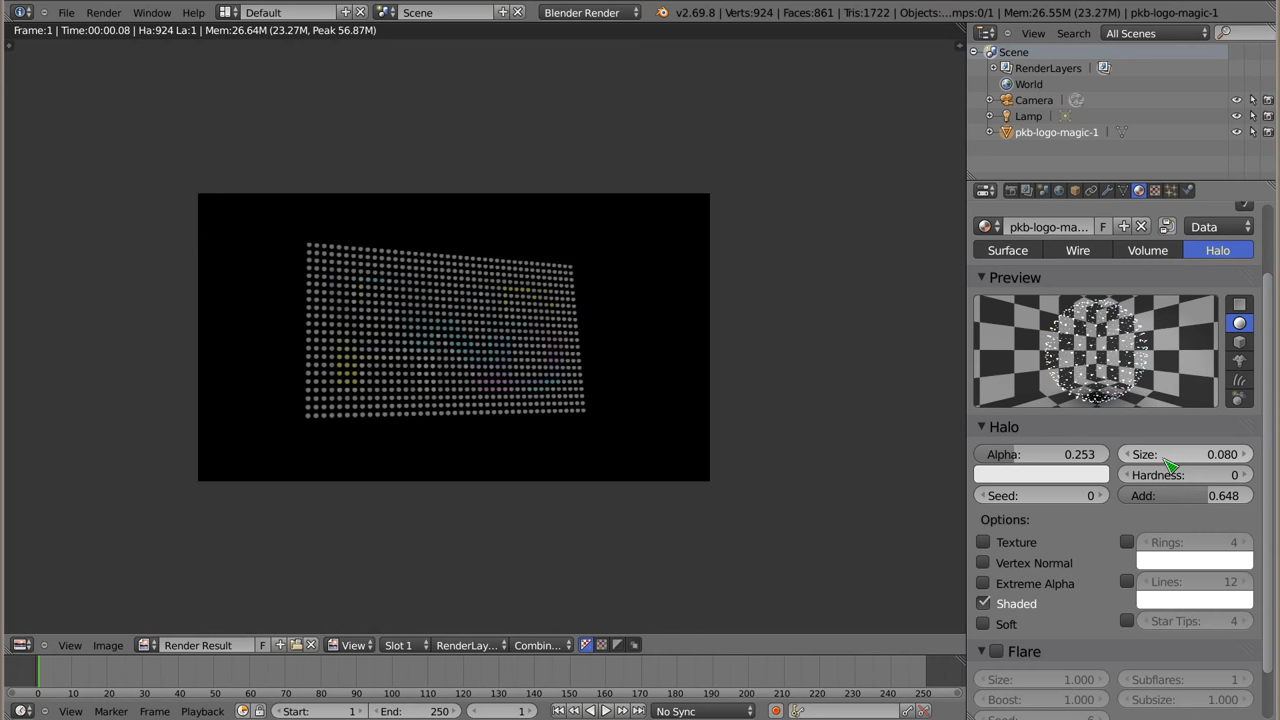 File Render Window Help Default Scene Blender Render v2.69.8 | Verts:924 | Faces:861 | Tris:1722 | Objects:...mps:0/1 | Mem:26.55M (23.27M) | pkb-logo-magic-1
Frame:1 | Time:00:00.08 | Ha:924 La:1 | Mem:26.64M (23.27M, Peak 56.87M)
View Search All Scenes
Scene
RenderLayers
World
Camera
Lamp
pkb-logo-magic-1
pkb-logo-ma... F Data
Surface Wire Volume Halo
Preview
Halo
Alpha: 0.253 Size: 0.080
Hardness: 0
Seed: 0 Add: 0.648
Options:
Texture Rings: 4
Vertex Normal
Extreme Alpha Lines: 12
Shaded
Soft Star Tips: 4
Flare
Size: 1.000 Subflares: 1
Boost: 1.000 Subsize: 1.000
View Image Render Result F View Slot 1 RenderLay... Combin...
0 10 20 30 40 50 60 70 80 90 100 110 120 130 140 150 160 170 180 190 200 210 220 230 240 250
View Marker Frame Playback Start: 1 End: 250 1 No Sync